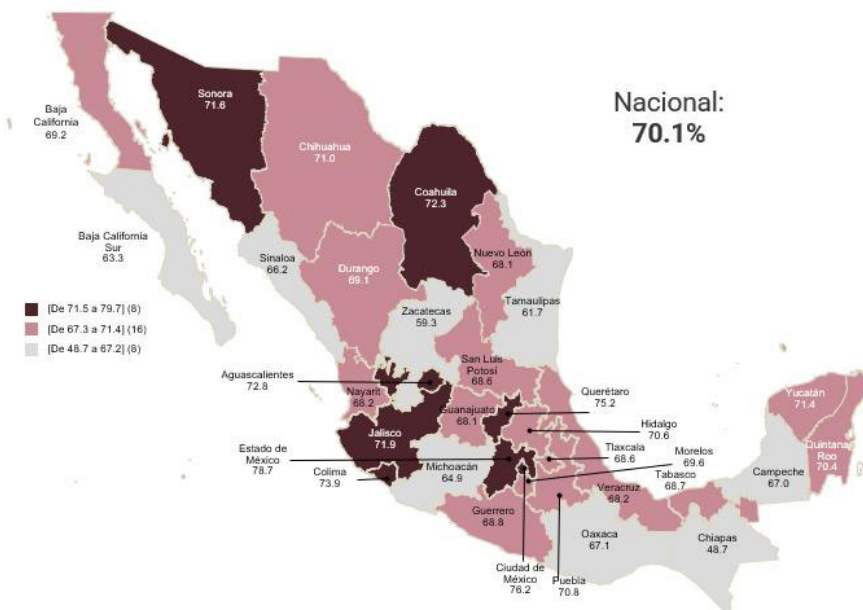 Nacional:
70.1%
Baja
California
69.2
Sonora
71.6
Chihuahua
71.0
Coahuila
72.3
Baja California
Sur
63.3
Sinaloa
66.2
Durango
69.1
Nuevo León
68.1
Tamaulipas
61.7
Zacatecas
59.3
[De 71.5 a 79.7] (8)
[De 67.3 a 71.4] (16)
[De 48.7 a 67.2] (8)
Aguascalientes
72.8
San Luis
Potosí
68.6
Nayarit
68.2
Guanajuato
68.1
Querétaro
75.2
Hidalgo
70.6
Yucatán
71.4
Quintana
Roo
70.4
Jalisco
71.9
Estado de
México
78.7
Colima
73.9
Michoacán
64.9
Tlaxcala
68.6
Morelos
69.6
Campeche
67.0
Veracruz
68.2
Tabasco
68.7
Guerrero
68.8
Oaxaca
67.1
Chiapas
48.7
Ciudad de
México
76.2
Puebla
70.8